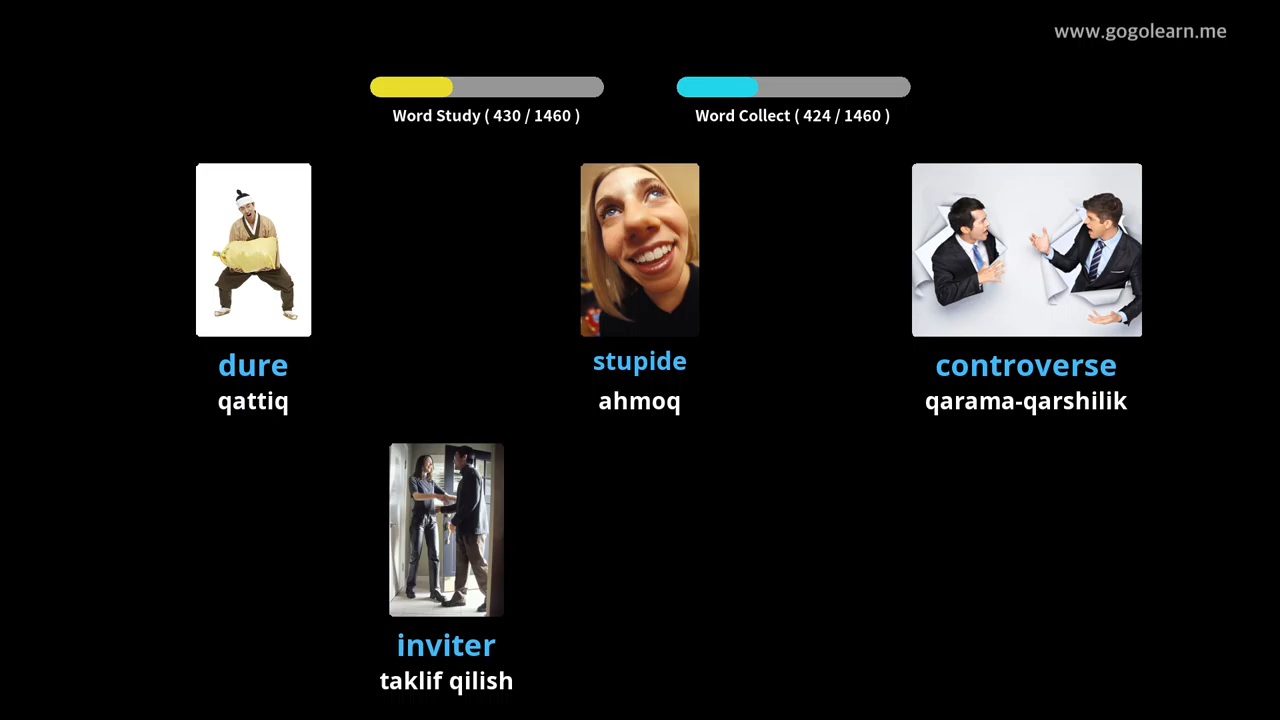 www.gogolearn.me
Word Study ( 430 / 1460 )
Word Collect ( 424 / 1460 )
dure
qattiq
stupide
ahmoq
controverse
qarama-qarshilik
inviter
taklif qilish